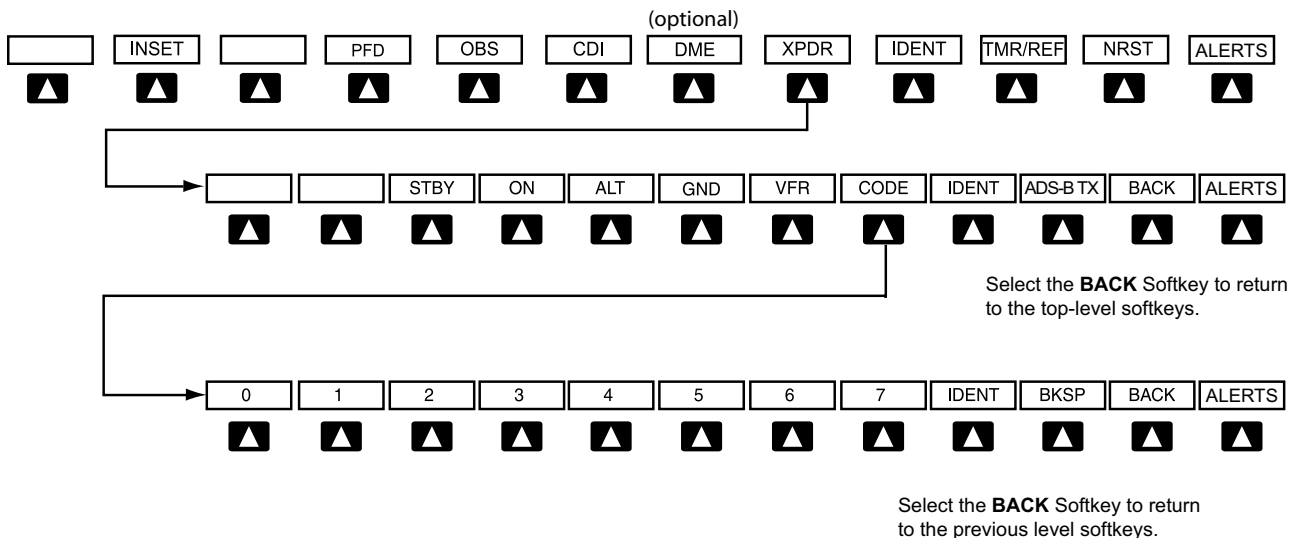 (optional)
INSET PFD OBS CDI DME XPDR IDENT TMR/REF NRST ALERTS
STBY ON ALT GND VFR CODE IDENT ADS-B TX BACK ALERTS
Select the BACK Softkey to return
to the top-level softkeys.
0 1 2 3 4 5 6 7 IDENT BKSP BACK ALERTS
Select the BACK Softkey to return
to the previous level softkeys.